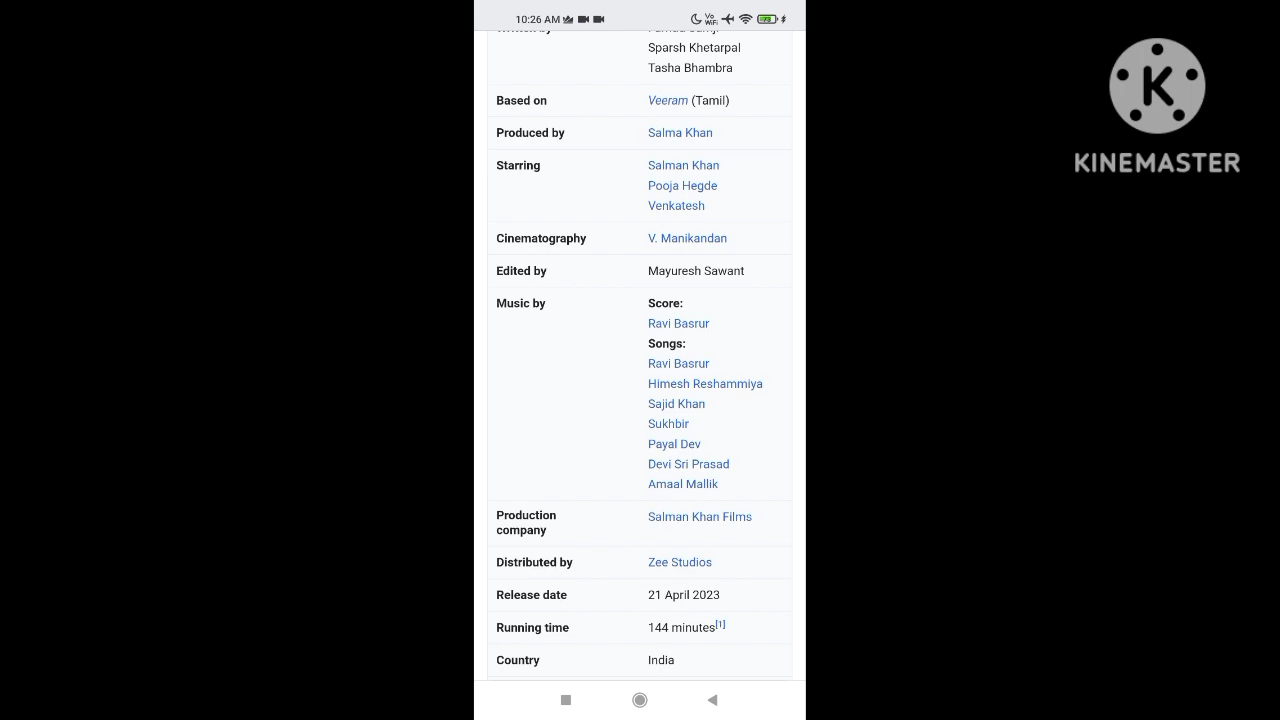 10:26 AM
Vo
WiFi
73
Sparsh Khetarpal
Tasha Bhambra
Based on Veeram (Tamil)
Produced by Salma Khan
Starring Salman Khan
Pooja Hegde
Venkatesh
Cinematography V. Manikandan
Edited by Mayuresh Sawant
Music by Score:
Ravi Basrur
Songs:
Ravi Basrur
Himesh Reshammiya
Sajid Khan
Sukhbir
Payal Dev
Devi Sri Prasad
Amaal Mallik
Production company Salman Khan Films
Distributed by Zee Studios
Release date 21 April 2023
Running time 144 minutes[1]
Country India
K
KINEMASTER